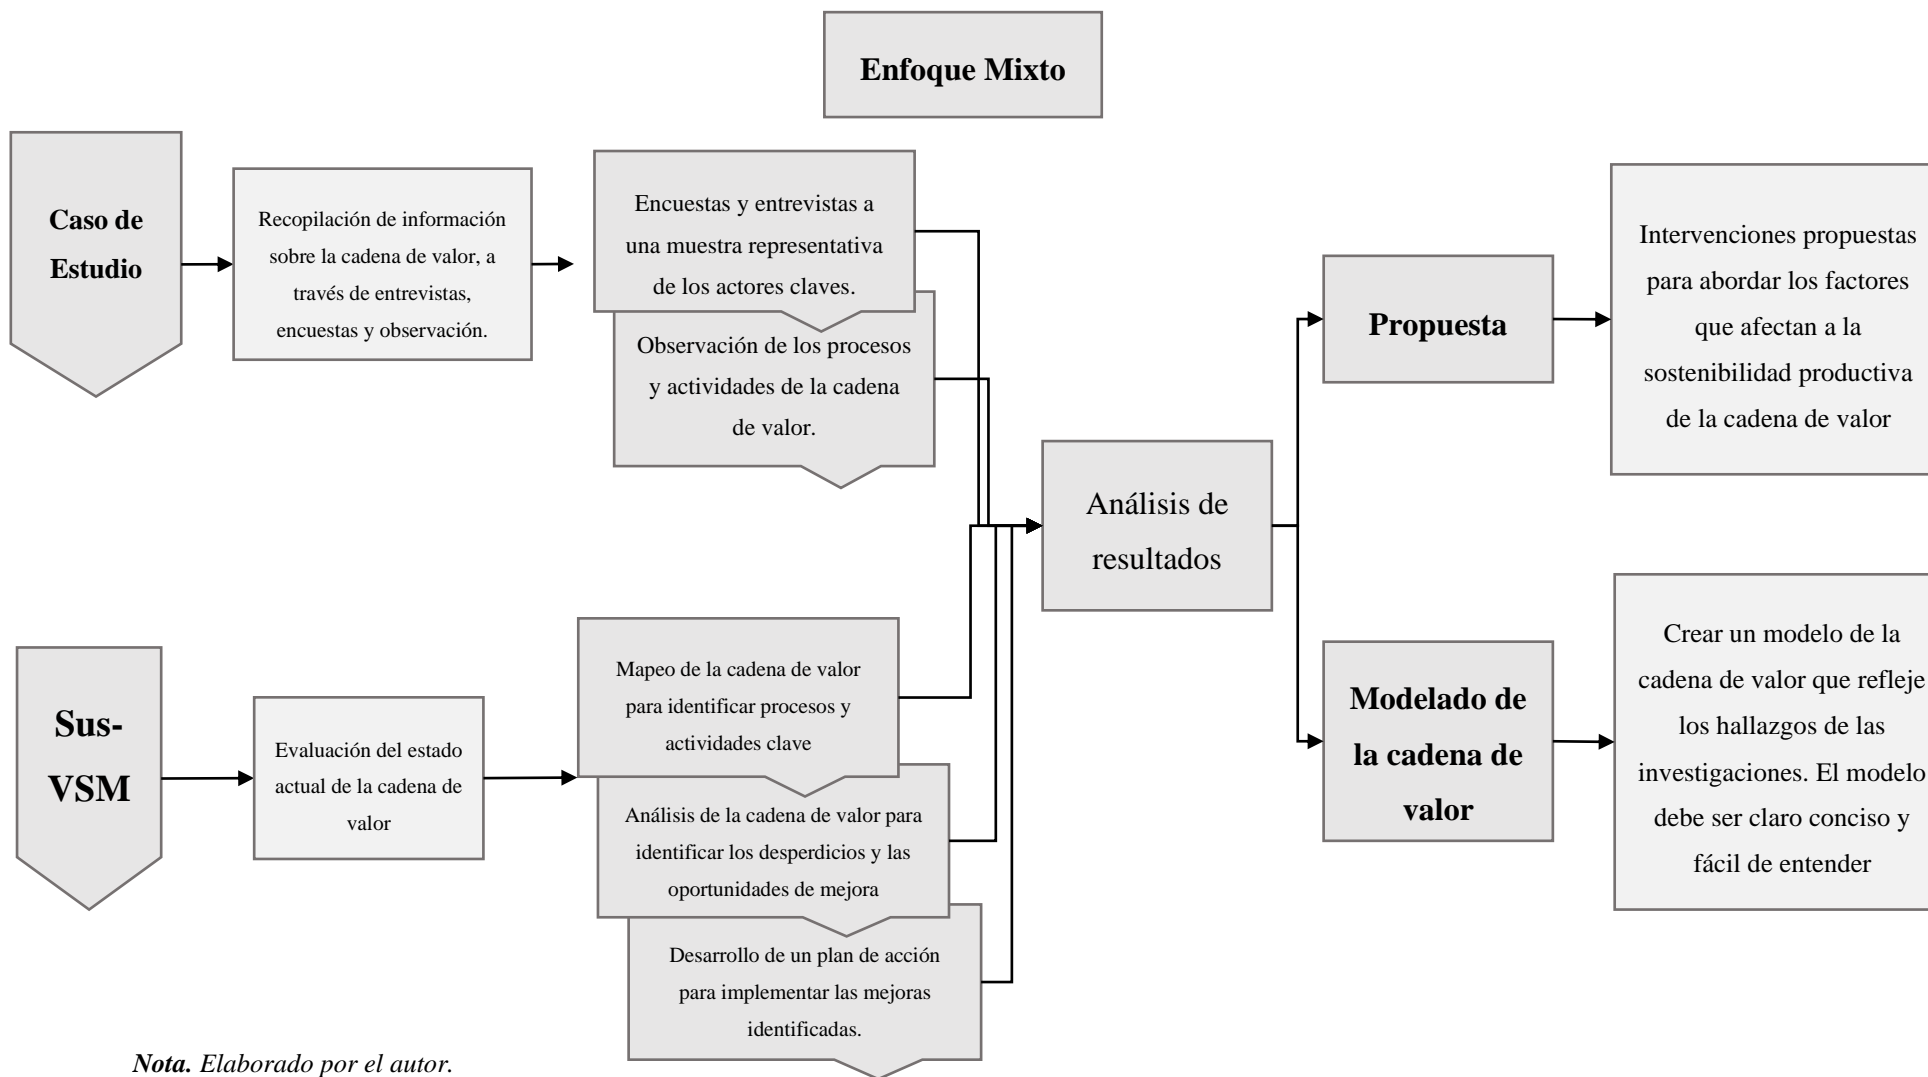 Enfoque Mixto
Caso de
Estudio
Recopilación de información
sobre la cadena de valor, a
través de entrevistas,
encuestas y observación.
Encuestas y entrevistas a
una muestra representativa
de los actores claves.
Observación de los procesos
y actividades de la cadena
de valor.
Sus-
VSM
Evaluación del estado
actual de la cadena de
valor
Mapeo de la cadena de valor
para identificar procesos y
actividades clave
Análisis de la cadena de valor para
identificar los desperdicios y las
oportunidades de mejora
Desarrollo de un plan de acción
para implementar las mejoras
identificadas.
Análisis de
resultados
Propuesta
Intervenciones propuestas
para abordar los factores
que afectan a la
sostenibilidad productiva
de la cadena de valor
Modelado de
la cadena de
valor
Crear un modelo de la
cadena de valor que refleje
los hallazgos de las
investigaciones. El modelo
debe ser claro conciso y
fácil de entender
Nota. Elaborado por el autor.